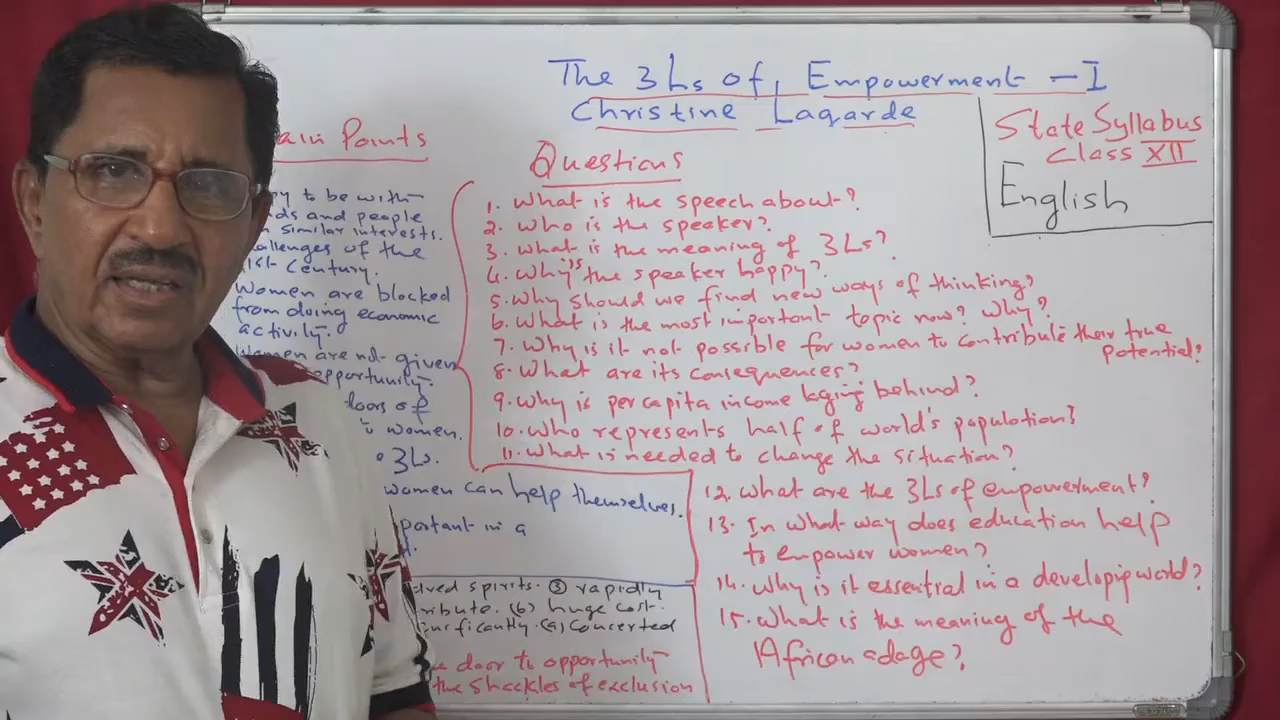 The 3Ls of Empowerment - I
Christine Lagarde
State Syllabus
Class XII
English
Points
to be with
and people
similar interests.
of the
Century.
Women are blocked
from doing economic
activity.
are not given
opportunity
doors of
women.
3Ls.
women can help themselves.
in a
spirits. ③ rapidly
(6) huge cost.
(9) Concerted
door to opportunity
the shackles of exclusion
Questions
1. What is the speech about?
2. Who is the speaker?
3. What is the meaning of 3Ls?
4. Why is the speaker happy?
5. Why should we find new ways of thinking?
6. What is the most important topic now? Why?
7. Why is it not possible for women to contribute their true
potential?
8. What are its consequences?
9. Why is per capita income laging behind?
10. Who represents half of world's population?
11. What is needed to change the situation?
12. What are the 3Ls of empowerment?
13. In what way does education help
to empower women?
14. Why is it essential in a developing world?
15. What is the meaning of the
African adage?